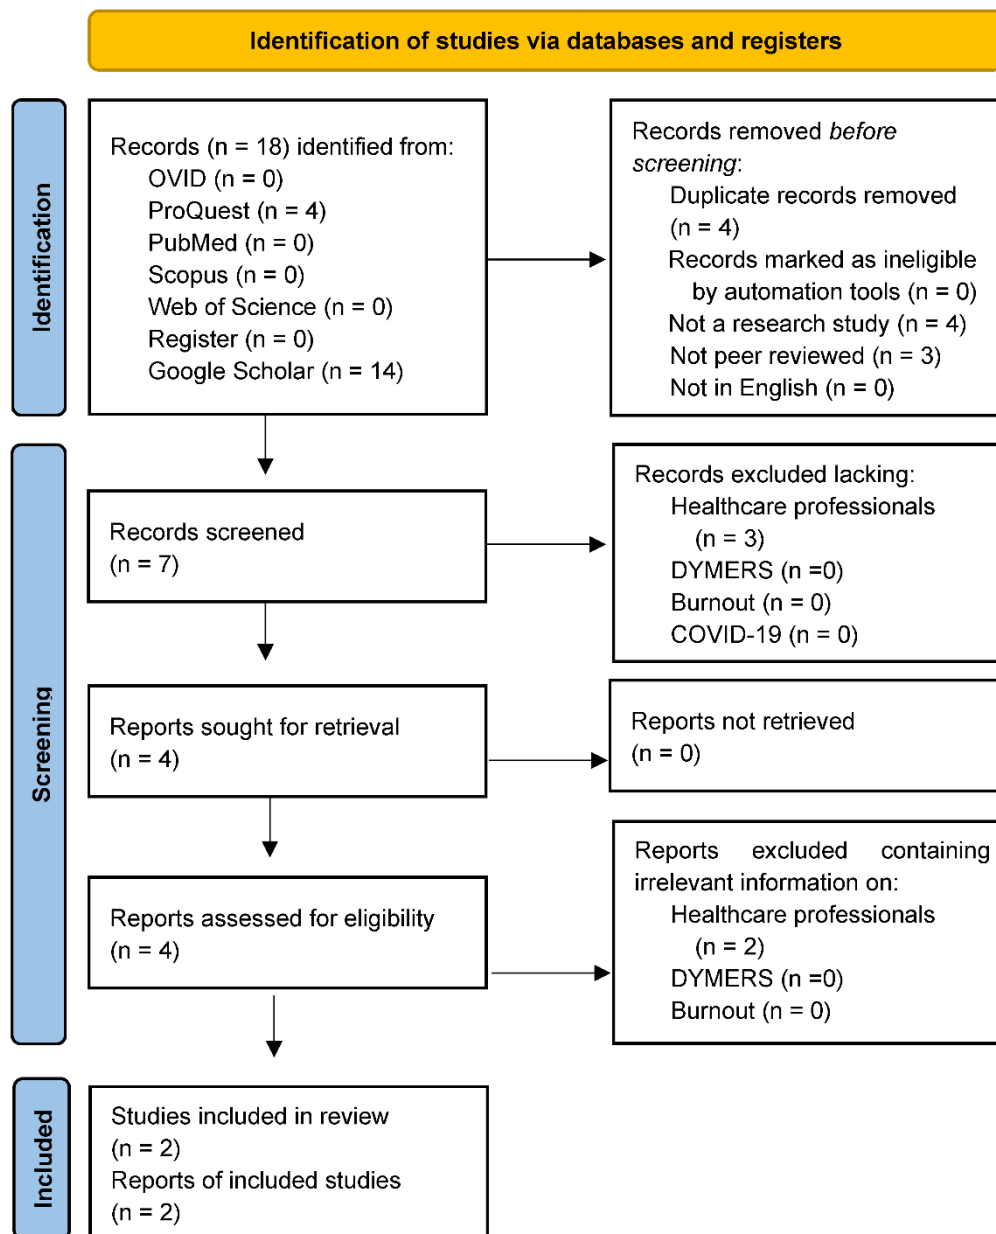 Identification of studies via databases and registers
Identification
Records (n = 18) identified from:
OVID (n = 0)
ProQuest (n = 4)
PubMed (n = 0)
Scopus (n = 0)
Web of Science (n = 0)
Register (n = 0)
Google Scholar (n = 14)
Records removed before
screening:
Duplicate records removed
(n = 4)
Records marked as ineligible
by automation tools (n = 0)
Not a research study (n = 4)
Not peer reviewed (n = 3)
Not in English (n = 0)
Screening
Records screened
(n = 7)
Records excluded lacking:
Healthcare professionals
(n = 3)
DYMERS (n =0)
Burnout (n = 0)
COVID-19 (n = 0)
Reports sought for retrieval
(n = 4)
Reports not retrieved
(n = 0)
Reports assessed for eligibility
(n = 4)
Reports excluded containing
irrelevant information on:
Healthcare professionals
(n = 2)
DYMERS (n =0)
Burnout (n = 0)
Included
Studies included in review
(n = 2)
Reports of included studies
(n = 2)